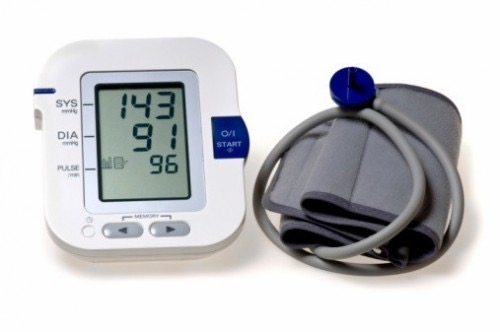 SYS
mmHg
143
DIA
mmHg
91
PULSE
/min
96
O/I
START
MEMORY